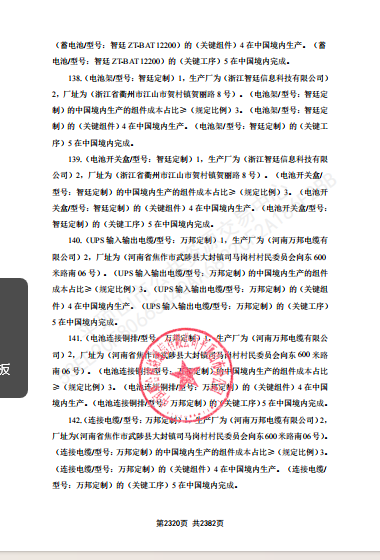 （蓄电池/型号：智廷 ZT-BAT 12200）的（关键组件）4 在中国境内生产。（蓄
电池/型号：智廷 ZT-BAT 12200）的（关键工序）5 在中国境内完成。
138.（电池架/型号：智廷定制）1，生产厂为（浙江智廷信息科技有限公司）
2，厂址为（浙江省衢州市江山市贺村镇贺丽路 8 号）。（电池架/型号：智廷定
制）的中国境内生产的组件成本占比≥（规定比例）3。（电池架/型号：智廷定
制）的（关键组件）4 在中国境内生产。（电池架/型号：智廷定制）的（关键工
序）5 在中国境内完成。
139.（电池开关盒/型号：智廷定制）1，生产厂为（浙江智廷信息科技有限
公司）2，厂址为（浙江省衢州市江山市贺村镇贺丽路 8 号）。（电池开关盒/
型号：智廷定制）的中国境内生产的组件成本占比≥（规定比例）3。（电池开
关盒/型号：智廷定制）的（关键组件）4 在中国境内生产。（电池开关盒/型号：
智廷定制）的（关键工序）5 在中国境内完成。
140.（UPS 输入输出电缆/型号：万邦定制）1，生产厂为（河南万邦电缆有
限公司）2，厂址为（河南省焦作市武陟县大封镇司马岗村村民委员会向东 600
米路南 06 号）。（UPS 输入输出电缆/型号：万邦定制）的中国境内生产的组件
成本占比≥（规定比例）3。（UPS 输入输出电缆/型号：万邦定制）的（关键组
件）4 在中国境内生产。（UPS 输入输出电缆/型号：万邦定制）的（关键工序）
5 在中国境内完成。
141.（电池连接铜排/型号：万邦定制）1，生产厂为（河南万邦电缆有限公
司）2，厂址为（河南省焦作市武陟县大封镇司马岗村村民委员会向东 600 米路
南 06 号）。（电池连接铜排/型号：万邦定制）的中国境内生产的组件成本占比
≥（规定比例）3。（电池连接铜排/型号：万邦定制）的（关键组件）4 在中国
境内生产。（电池连接铜排/型号：万邦定制）的（关键工序）5 在中国境内完成。
142.（连接电缆/型号：万邦定制）1，生产厂为（河南万邦电缆有限公司）2，
厂址为（河南省焦作市武陟县大封镇司马岗村村民委员会向东 600 米路南 06 号）。
（连接电缆/型号：万邦定制）的中国境内生产的组件成本占比≥（规定比例）3。
（连接电缆/型号：万邦定制）的（关键组件）4 在中国境内生产。（连接电缆/
型号：万邦定制）的（关键工序）5 在中国境内完成。
第2320页 共2382页
板